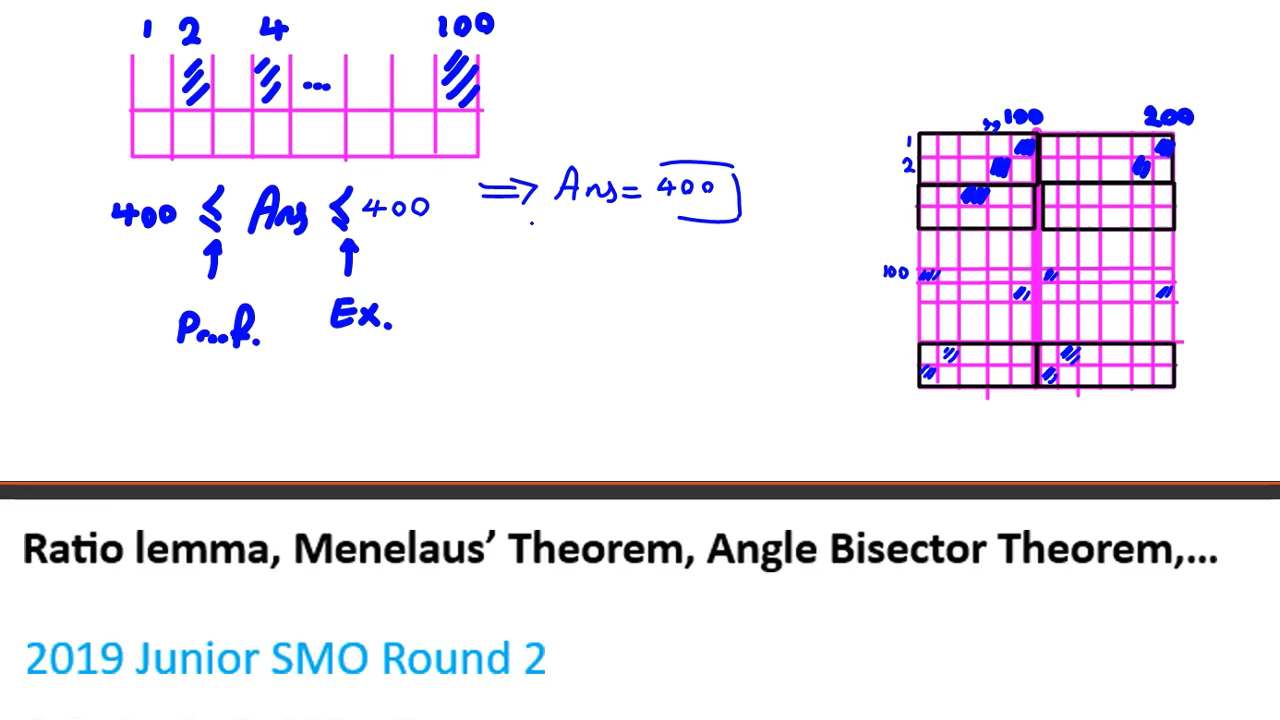 1 2 4 100
...
400 ≤ Ans ≤ 400 ⟹ Ans = 400
Proof. Ex.
99 100 200
1
2
100
Ratio lemma, Menelaus’ Theorem, Angle Bisector Theorem,...
2019 Junior SMO Round 2